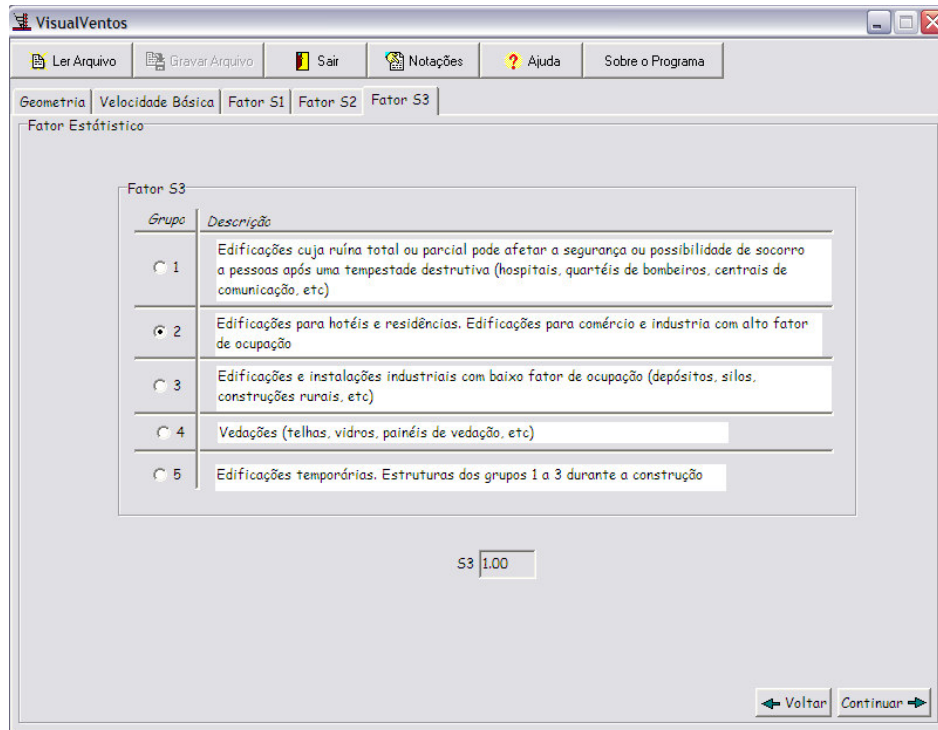 VisualVentos
Ler Arquivo Gravar Arquivo Sair Notações Ajuda Sobre o Programa
Geometria Velocidade Básica Fator S1 Fator S2 Fator S3
Fator Estátistico
Fator S3
Grupo Descrição
1 Edificações cuja ruína total ou parcial pode afetar a segurança ou possibilidade de socorro
a pessoas após uma tempestade destrutiva (hospitais, quartéis de bombeiros, centrais de
comunicação, etc)
2 Edificações para hotéis e residências. Edificações para comércio e industria com alto fator
de ocupação
3 Edificações e instalações industriais com baixo fator de ocupação (depósitos, silos,
construções rurais, etc)
4 Vedações (telhas, vidros, painéis de vedação, etc)
5 Edificações temporárias. Estruturas dos grupos 1 a 3 durante a construção
S3 1.00
Voltar Continuar